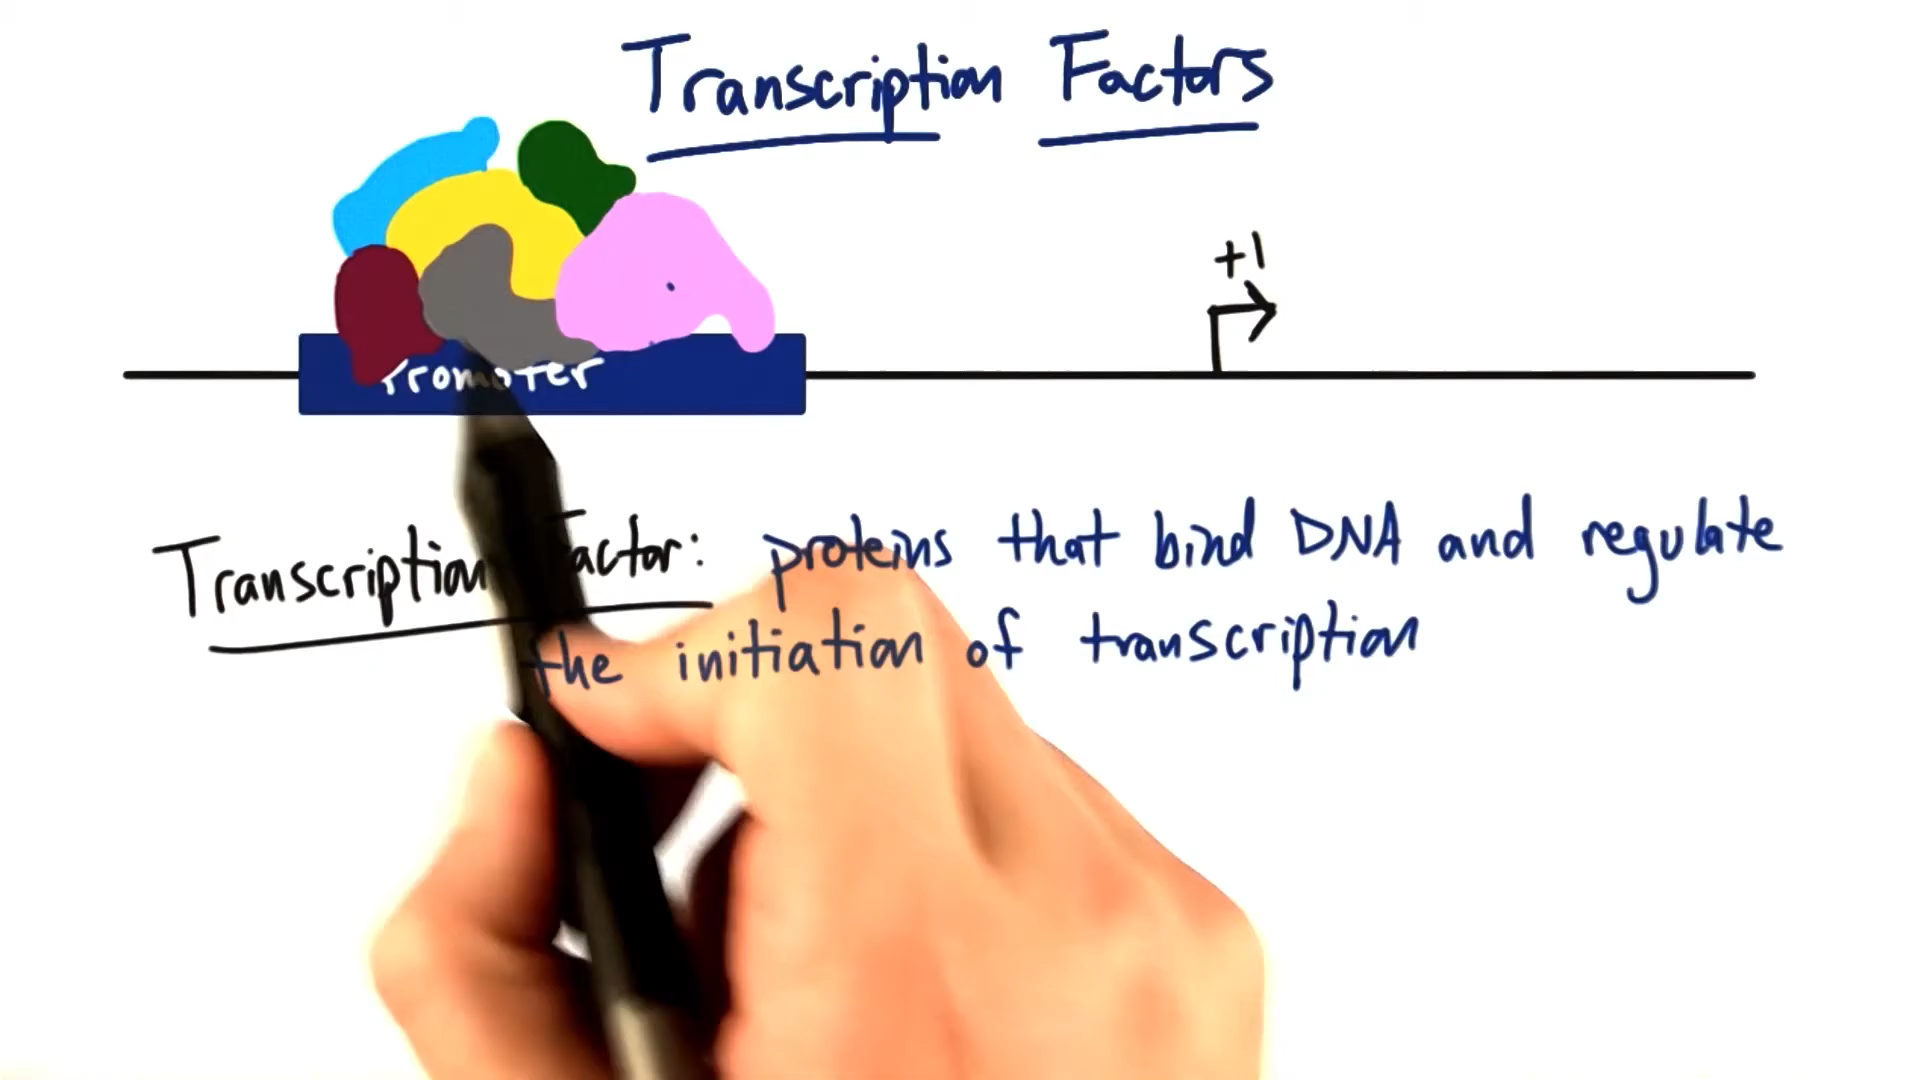 Transcription Factors
+1
Promoter
Transcription Factor: proteins that bind DNA and regulate
the initiation of transcription